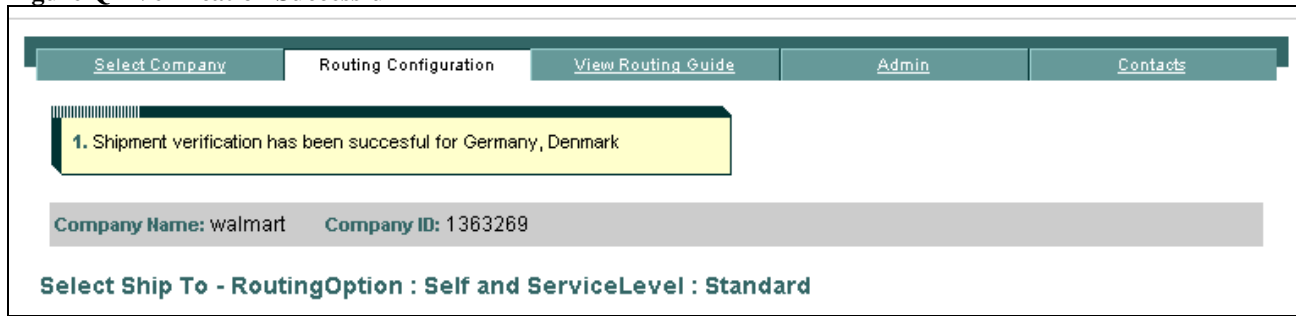 Select Company Routing Configuration View Routing Guide Admin Contacts
1. Shipment verification has been succesful for Germany, Denmark
Company Name: walmart Company ID: 1363269
Select Ship To - RoutingOption : Self and ServiceLevel : Standard